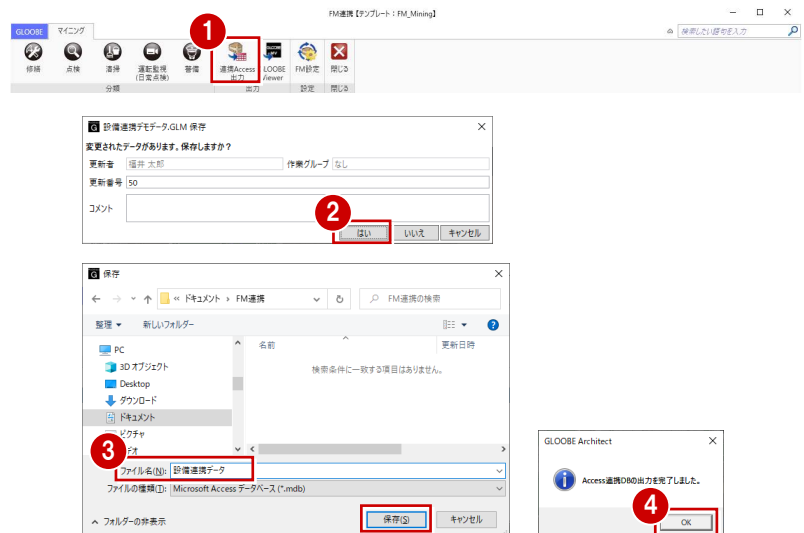 FM連携【テンプレート：FM_Mining】
GLOOBE マイニング
検索したい語句を入力
1
修繕 点検 清掃 運転監視 (日常点検) 警備 連携Access 出力 LOOBE Viewer FM設定 閉じる
分類 出力 設定 閉じる
G 設備連携デモデータ.GLM 保存
変更されたデータがあります。保存しますか？
更新者 福井 太郎 作業グループ なし
更新番号 50
コメント
2
はい いいえ キャンセル
G 保存
« ドキュメント › FM連携
FM連携の検索
整理 新しいフォルダー
名前 更新日時
検索条件に一致する項目はありません。
PC
3D オブジェクト
Desktop
ダウンロード
ドキュメント
ピクチャ
3
ファイル名(N): 設備連携データ
ファイルの種類(T): Microsoft Access データベース (*.mdb)
フォルダーの非表示 保存(S) キャンセル
GLOOBE Architect
Access連携DBの出力を完了しました。
4
OK